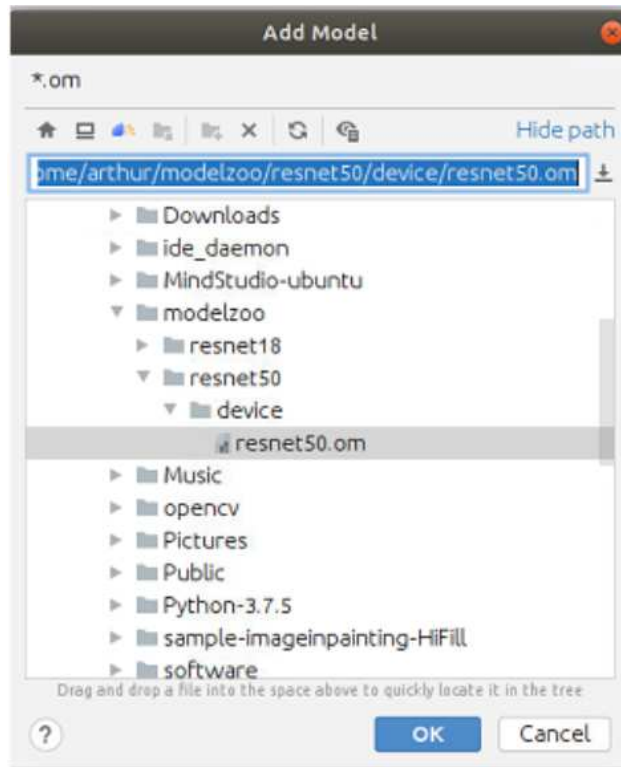 Add Model
*.om
Hide path
ome/arthur/modelzoo/resnet50/device/resnet50.om
Downloads
ide_daemon
MindStudio-ubuntu
modelzoo
resnet18
resnet50
device
resnet50.om
Music
opencv
Pictures
Public
Python-3.7.5
sample-imageinpainting-HiFill
software
Drag and drop a file into the space above to quickly locate it in the tree
? OK Cancel